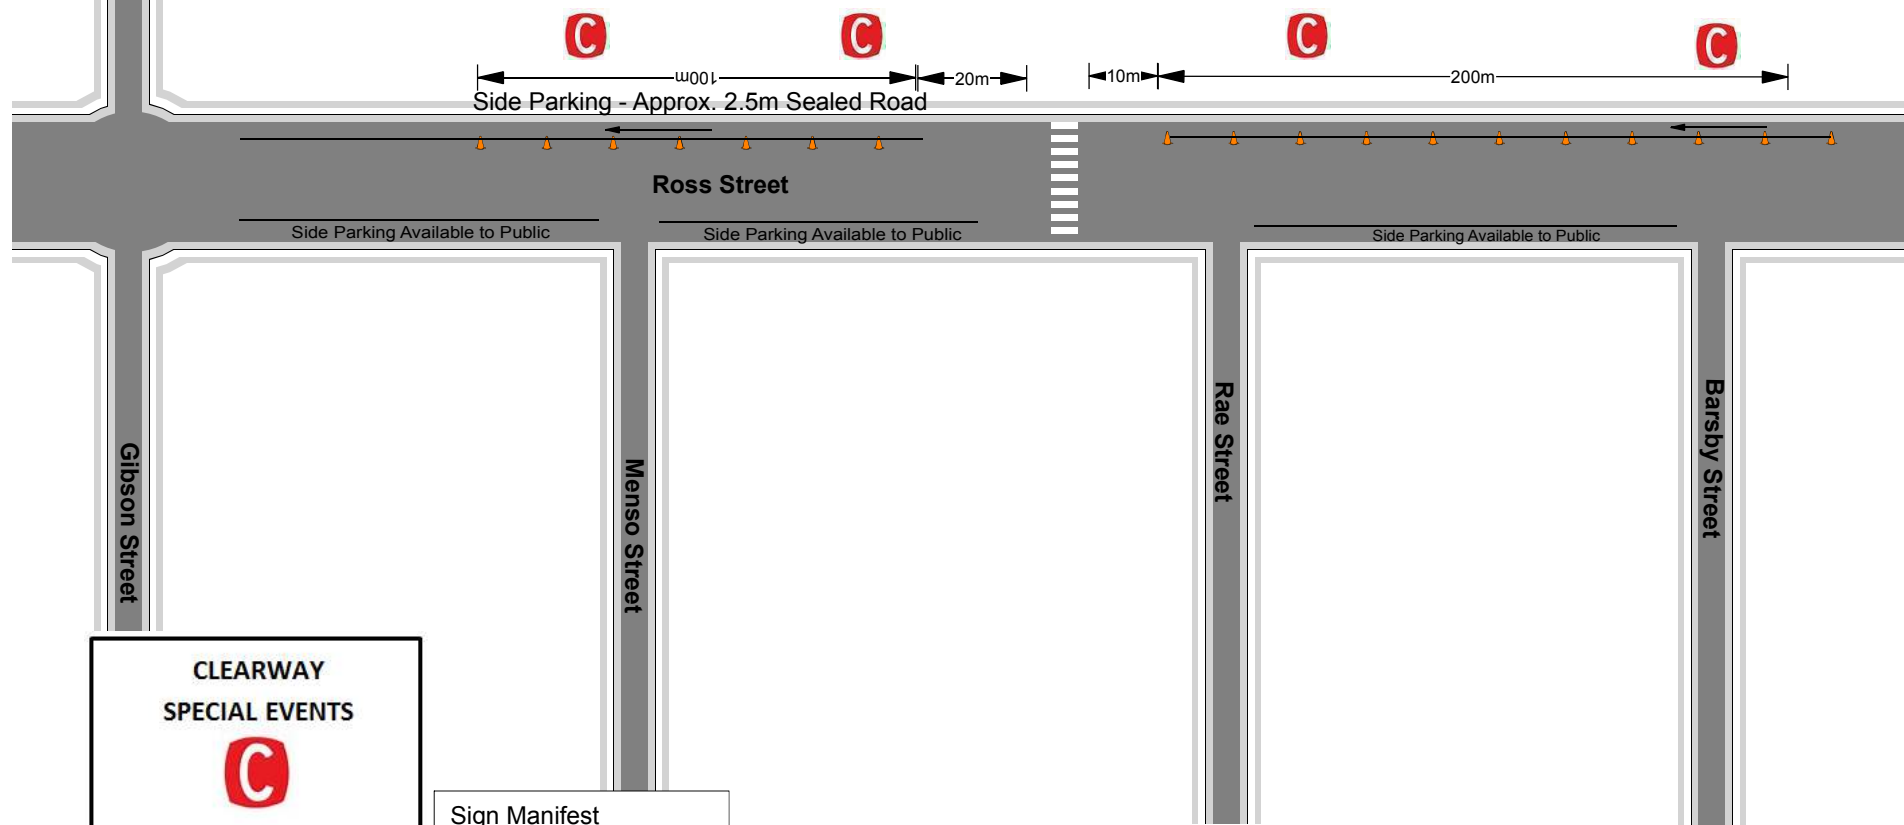 C
C
C
C
100m
20m
10m
200m
Side Parking - Approx. 2.5m Sealed Road
Ross Street
Side Parking Available to Public
Side Parking Available to Public
Side Parking Available to Public
Gibson Street
Menso Street
Rae Street
Barsby Street
CLEARWAY
SPECIAL EVENTS
C
Sign Manifest